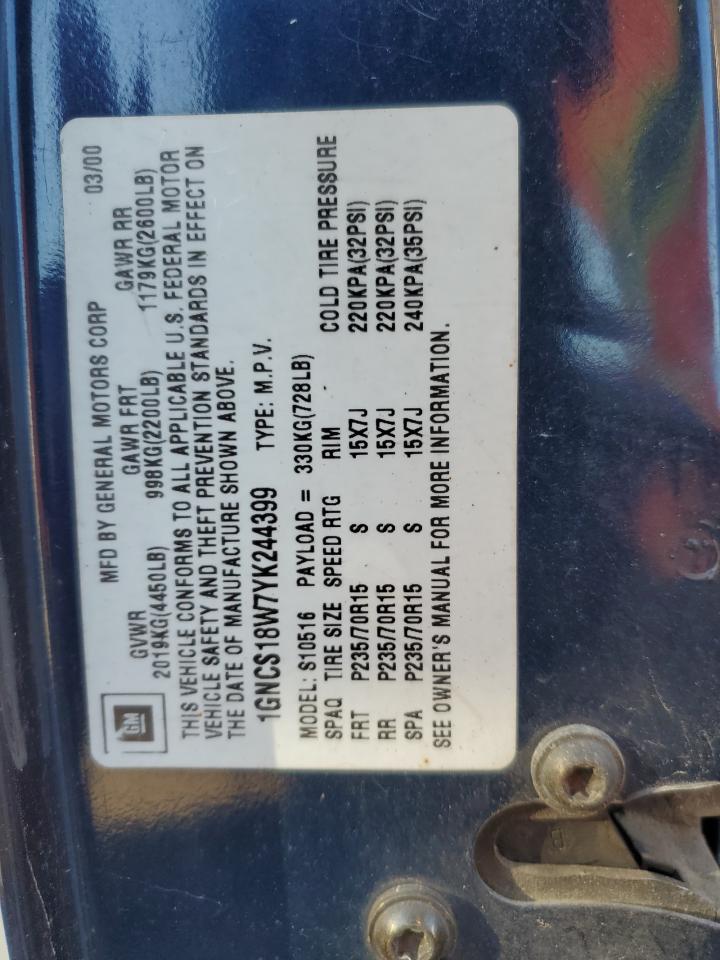 GM
MFD BY GENERAL MOTORS CORP 03/00
GVWR GAWR FRT GAWR RR
2019KG(4450LB) 998KG(2200LB) 1179KG(2600LB)
THIS VEHICLE CONFORMS TO ALL APPLICABLE U.S. FEDERAL MOTOR
VEHICLE SAFETY AND THEFT PREVENTION STANDARDS IN EFFECT ON
THE DATE OF MANUFACTURE SHOWN ABOVE.
1GNCS18W7YK244399 TYPE: M.P.V.
MODEL: S10516 PAYLOAD = 330KG(728LB)
SPAQ TIRE SIZE SPEED RTG RIM COLD TIRE PRESSURE
FRT P235/70R15 S 15X7J 220KPA(32PSI)
RR P235/70R15 S 15X7J 220KPA(32PSI)
SPA P235/70R15 S 15X7J 240KPA(35PSI)
SEE OWNER'S MANUAL FOR MORE INFORMATION.